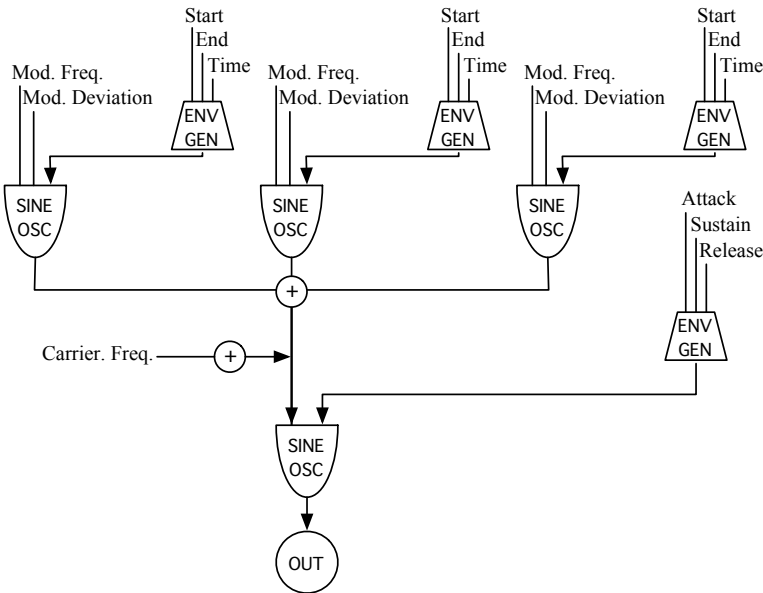 Start
End
Time
Mod. Freq.
Mod. Deviation
ENV
GEN
SINE
OSC
Start
End
Time
Mod. Freq.
Mod. Deviation
ENV
GEN
SINE
OSC
Start
End
Time
Mod. Freq.
Mod. Deviation
ENV
GEN
SINE
OSC
+
Attack
Sustain
Release
ENV
GEN
Carrier. Freq.
+
SINE
OSC
OUT